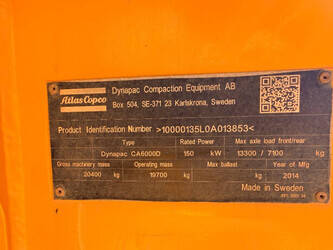 Atlas Copco
Dynapac Compaction Equipment AB
Box 504, SE-371 23 Karlskrona, Sweden
Product Identification Number >10000135L0A013853<
Type Rated Power Max axle load front/rear
Dynapac CA6000D 150 kW 13300 / 7100 kg
Gross machinery mass Operating mass Max ballast Year of Mfg
20400 kg 19700 kg kg 2014
Made in Sweden